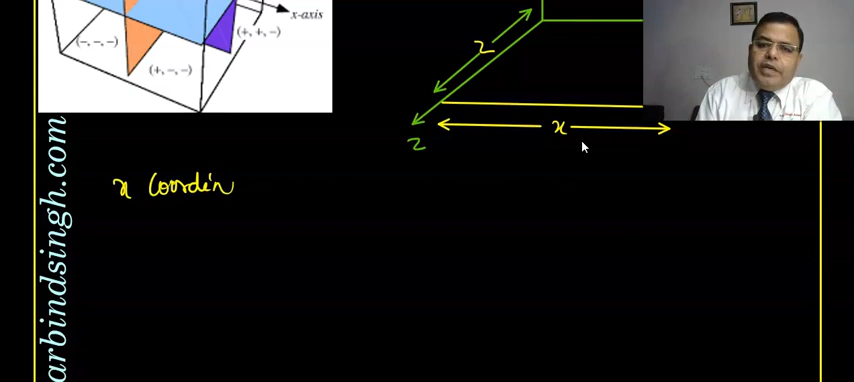 x-axis
(−, −, −)
(+, +, −)
(+, −, −)
z
x
z
x Coordin
arbindsingh.com